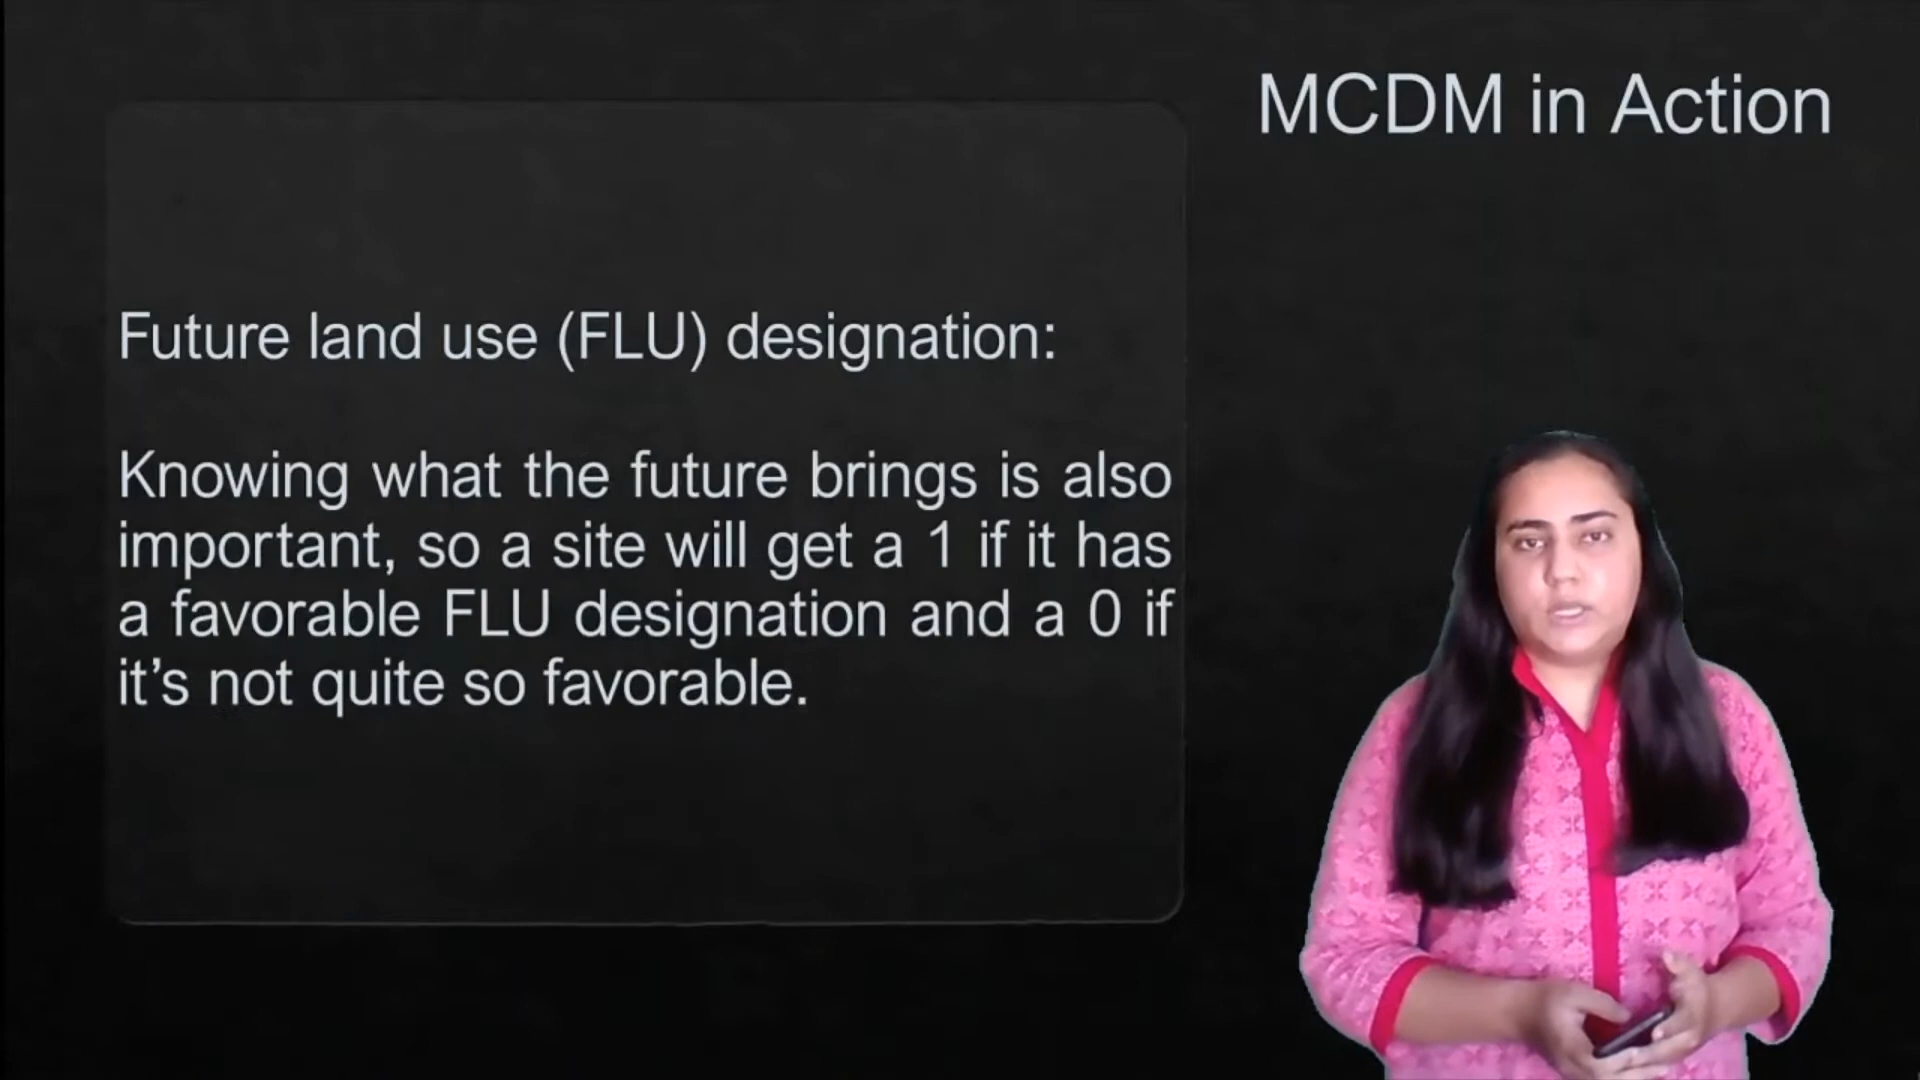 MCDM in Action
Future land use (FLU) designation:
Knowing what the future brings is also
important, so a site will get a 1 if it has
a favorable FLU designation and a 0 if
it’s not quite so favorable.